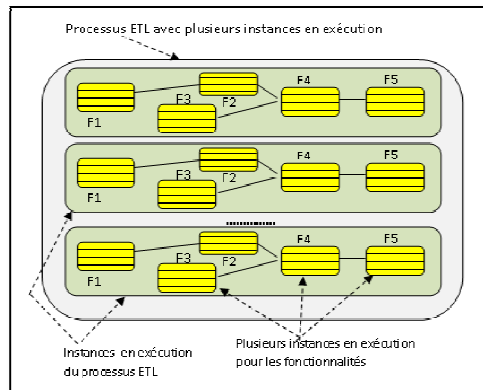 Processus ETL avec plusieurs instances en exécution
F1 F3 F2 F4 F5
F1 F3 F2 F4 F5
..............
F1 F3 F2 F4 F5
Instances en exécution
du processus ETL
Plusieurs instances en exécution
pour les fonctionnalités